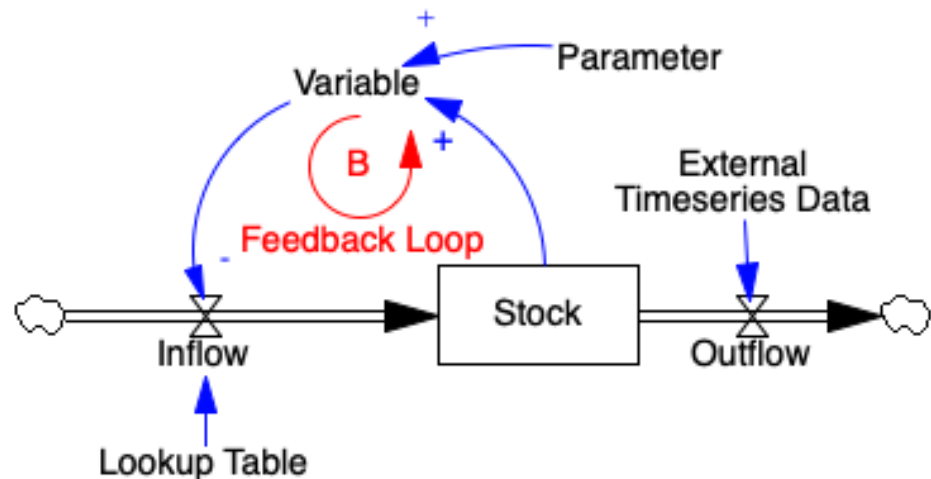 +
Parameter
Variable
B
+
External
Timeseries Data
Feedback Loop
-
Stock
Inflow
Outflow
Lookup Table